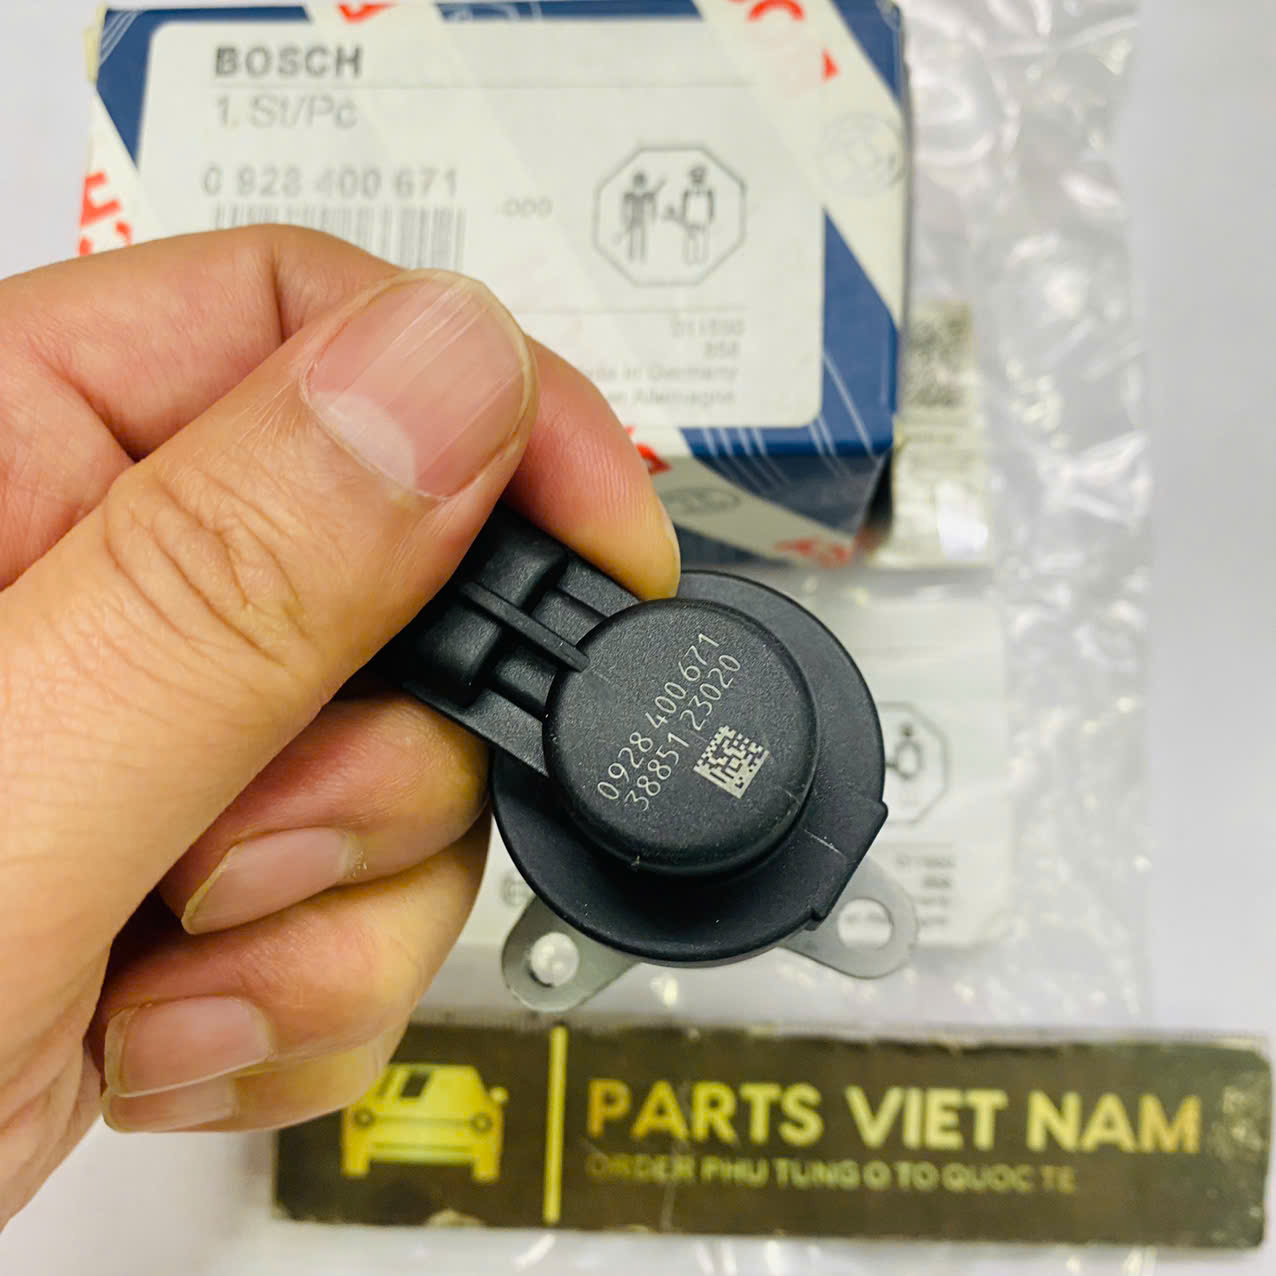 BOSCH
1 St/Pc
0 928 400 671
-000
0928 400 671
38851 23020
PARTS VIET NAM
ORDER PHU TUNG O TO QUOC TE